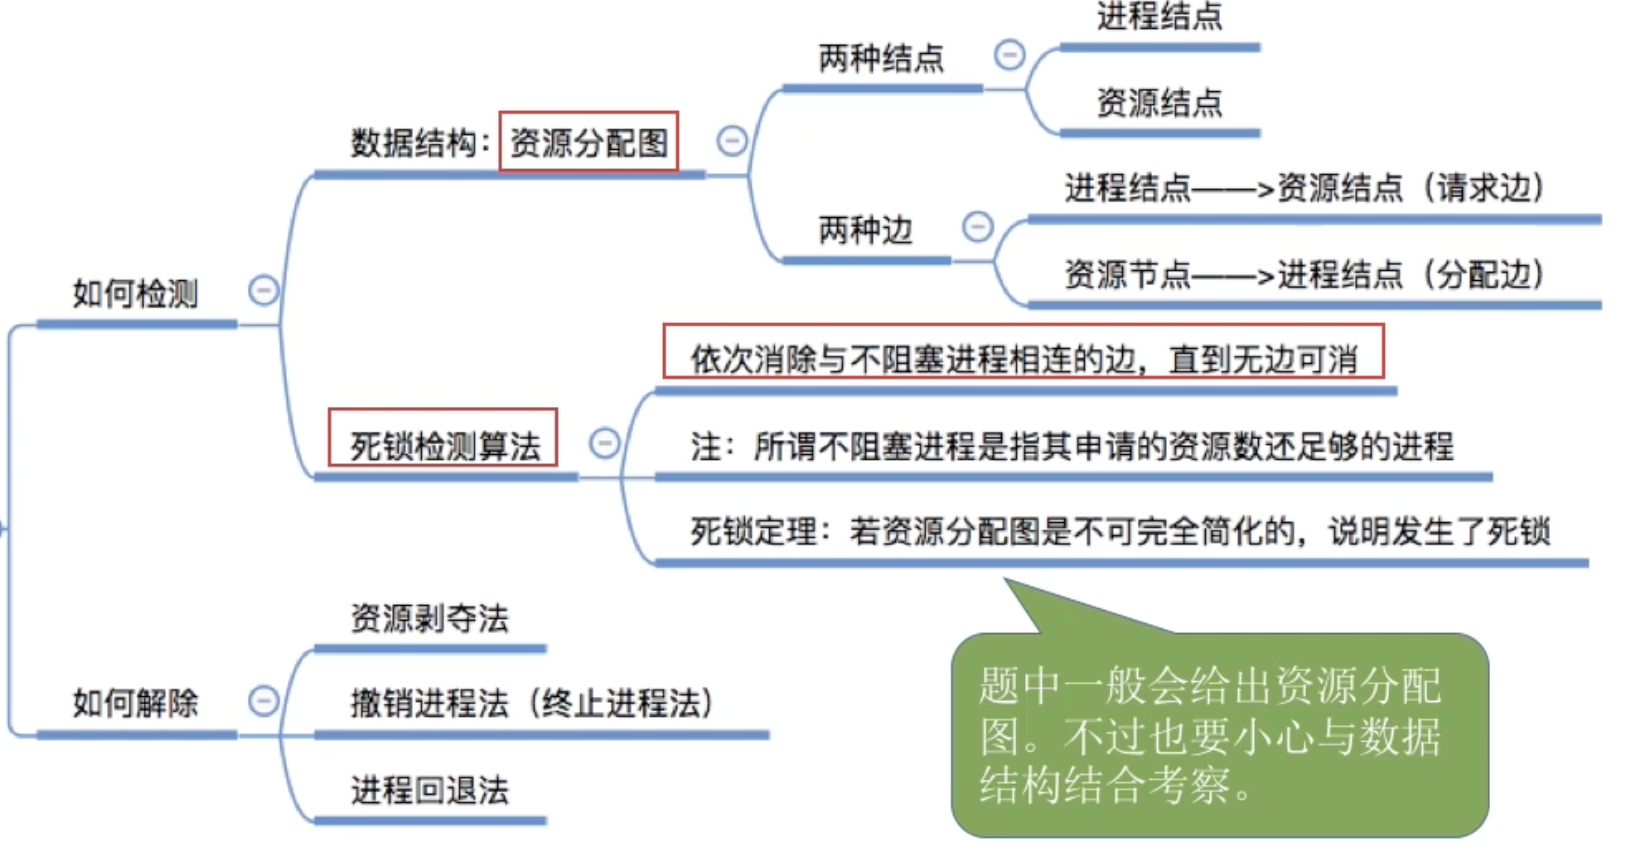 进程结点
两种结点
资源结点
数据结构：资源分配图
进程结点——>资源结点（请求边）
两种边
资源节点——>进程结点（分配边）
如何检测
依次消除与不阻塞进程相连的边，直到无边可消
死锁检测算法
注：所谓不阻塞进程是指其申请的资源数还足够的进程
死锁定理：若资源分配图是不可完全简化的，说明发生了死锁
资源剥夺法
如何解除
撤销进程法（终止进程法）
进程回退法
题中一般会给出资源分配
图。不过也要小心与数据
结构结合考察。